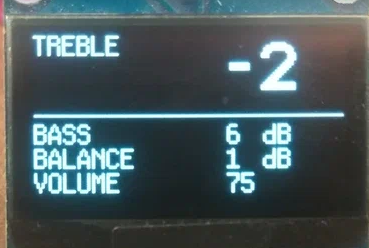 TREBLE -2
BASS 6 dB
BALANCE 1 dB
VOLUME 75